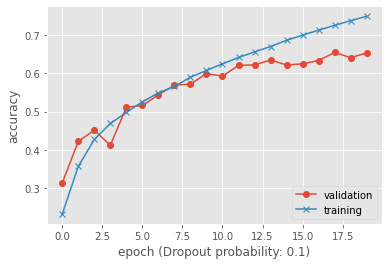 accuracy
0.7
0.6
0.5
0.4
0.3
validation
training
0.0 2.5 5.0 7.5 10.0 12.5 15.0 17.5
epoch (Dropout probability: 0.1)